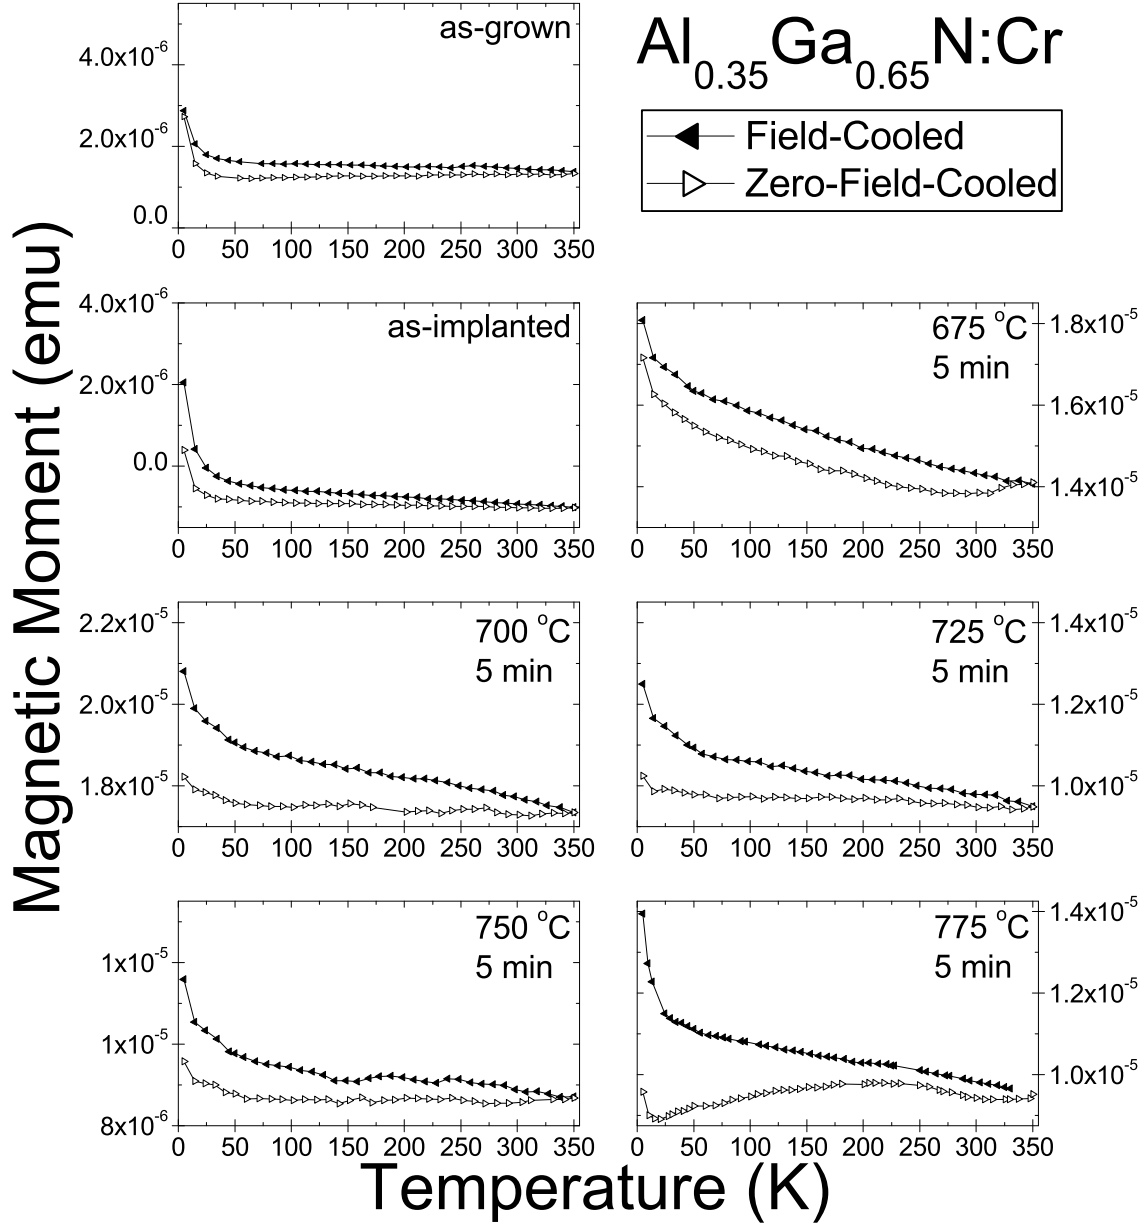 Al0.35Ga0.65N:Cr
Field-Cooled
Zero-Field-Cooled
Magnetic Moment (emu)
as-grown
4.0x10-6
2.0x10-6
0.0
0 50 100 150 200 250 300 350
as-implanted
4.0x10-6
2.0x10-6
0.0
0 50 100 150 200 250 300 350
675 oC
5 min
1.8x10-5
1.6x10-5
1.4x10-5
0 50 100 150 200 250 300 350
700 oC
5 min
2.2x10-5
2.0x10-5
1.8x10-5
0 50 100 150 200 250 300 350
725 oC
5 min
1.4x10-5
1.2x10-5
1.0x10-5
0 50 100 150 200 250 300 350
750 oC
5 min
1x10-5
1x10-5
8x10-6
0 50 100 150 200 250 300 350
775 oC
5 min
1.4x10-5
1.2x10-5
1.0x10-5
0 50 100 150 200 250 300 350
Temperature (K)